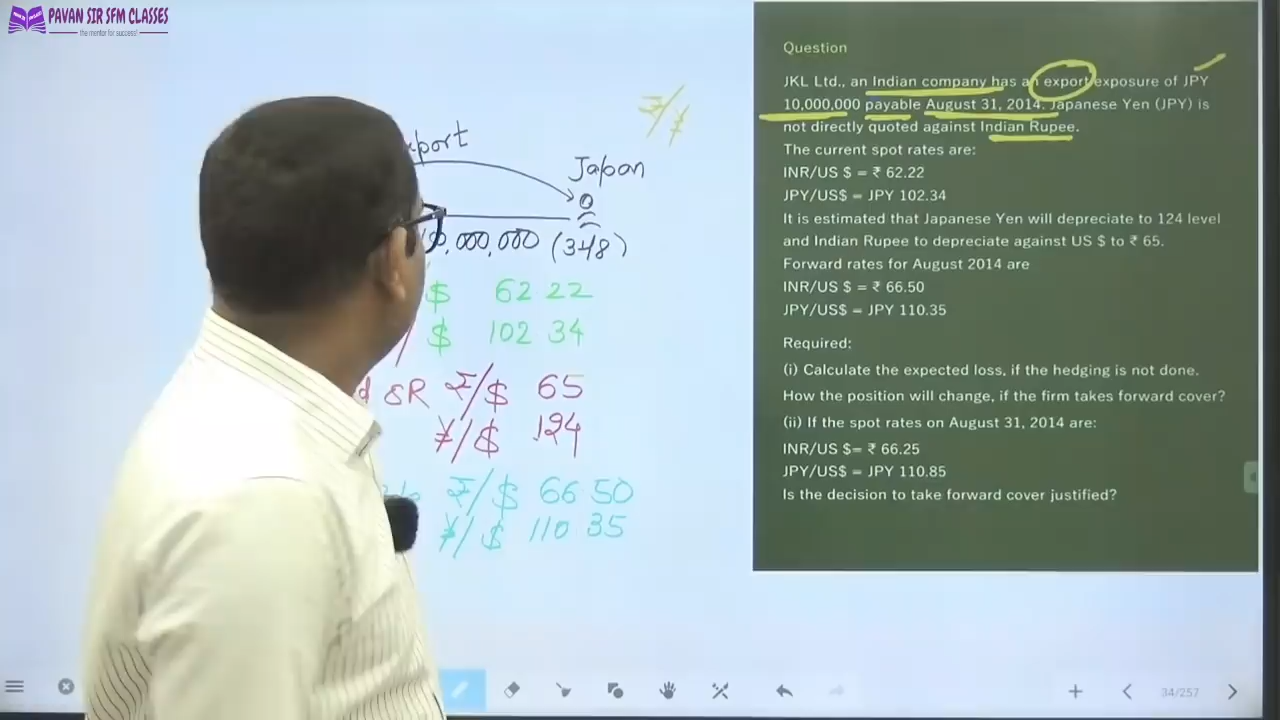 PAVAN SIR SFM CLASSES
the mentor for success!
₹/¥
port
Japan
10,000,000 (31/8)
$ 62 22
/ $ 102 34
d SR ₹/$ 65
¥/$ 124
₹/$ 66 50
¥/$ 110 35
Question
JKL Ltd., an Indian company has an export exposure of JPY
10,000,000 payable August 31, 2014. Japanese Yen (JPY) is
not directly quoted against Indian Rupee.
The current spot rates are:
INR/US $ = ₹ 62.22
JPY/US$ = JPY 102.34
It is estimated that Japanese Yen will depreciate to 124 level
and Indian Rupee to depreciate against US $ to ₹ 65.
Forward rates for August 2014 are
INR/US $ = ₹ 66.50
JPY/US$ = JPY 110.35
Required:
(i) Calculate the expected loss, if the hedging is not done.
How the position will change, if the firm takes forward cover?
(ii) If the spot rates on August 31, 2014 are:
INR/US $= ₹ 66.25
JPY/US$ = JPY 110.85
Is the decision to take forward cover justified?
34/257